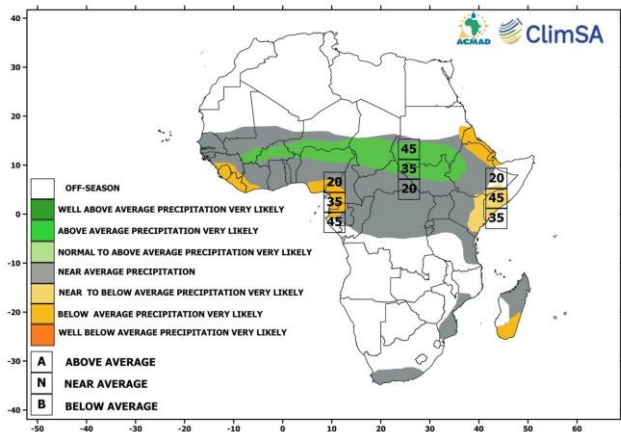 ACMAD
ClimSA
40
30
20
10
0
-10
-20
-30
-40
45
35
20
20
35
45
20
45
35
OFF-SEASON
WELL ABOVE AVERAGE PRECIPITATION VERY LIKELY
ABOVE AVERAGE PRECIPITATION VERY LIKELY
NORMAL TO ABOVE AVERAGE PRECIPITATION VERY LIKELY
NEAR AVERAGE PRECIPITATION
NEAR TO BELOW AVERAGE PRECIPITATION VERY LIKELY
BELOW AVERAGE PRECIPITATION VERY LIKELY
WELL BELOW AVERAGE PRECIPITATION VERY LIKELY
A ABOVE AVERAGE
N NEAR AVERAGE
B BELOW AVERAGE
-50 -40 -30 -20 -10 0 10 20 30 40 50 60